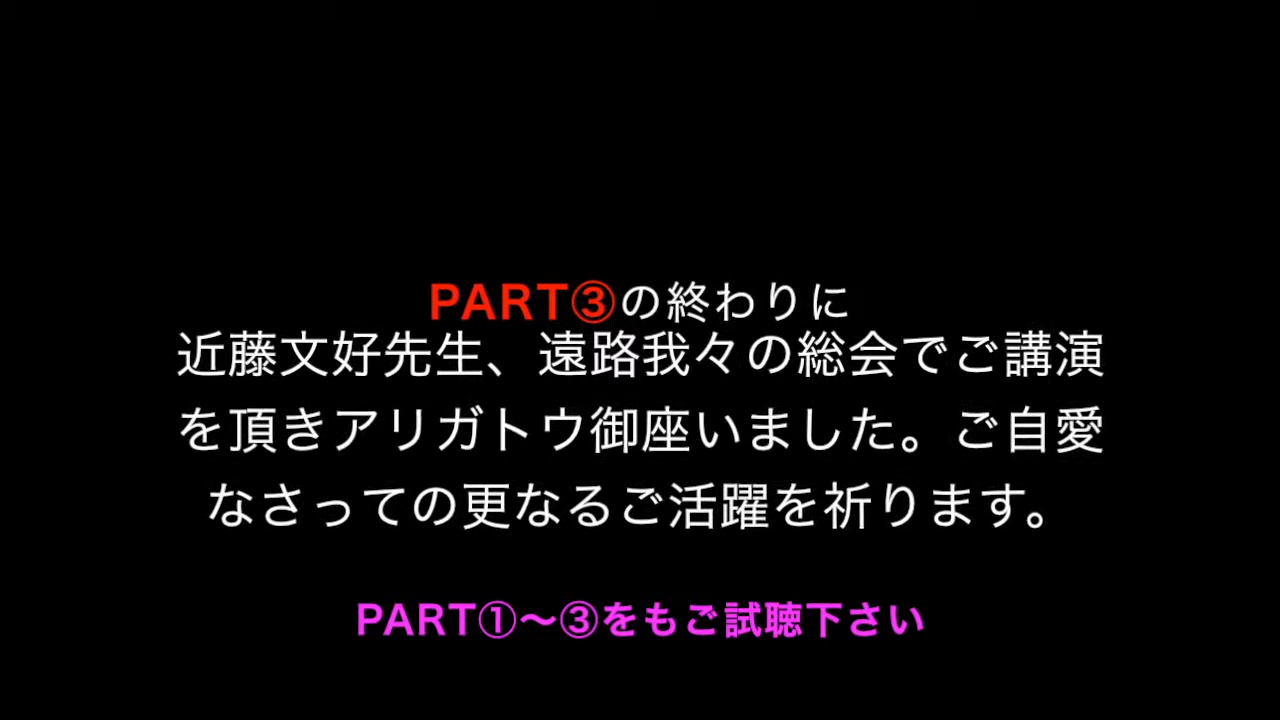 PART③の終わりに
近藤文好先生、遠路我々の総会でご講演
を頂きアリガトウ御座いました。ご自愛
なさっての更なるご活躍を祈ります。
PART①〜③をもご試聴下さい